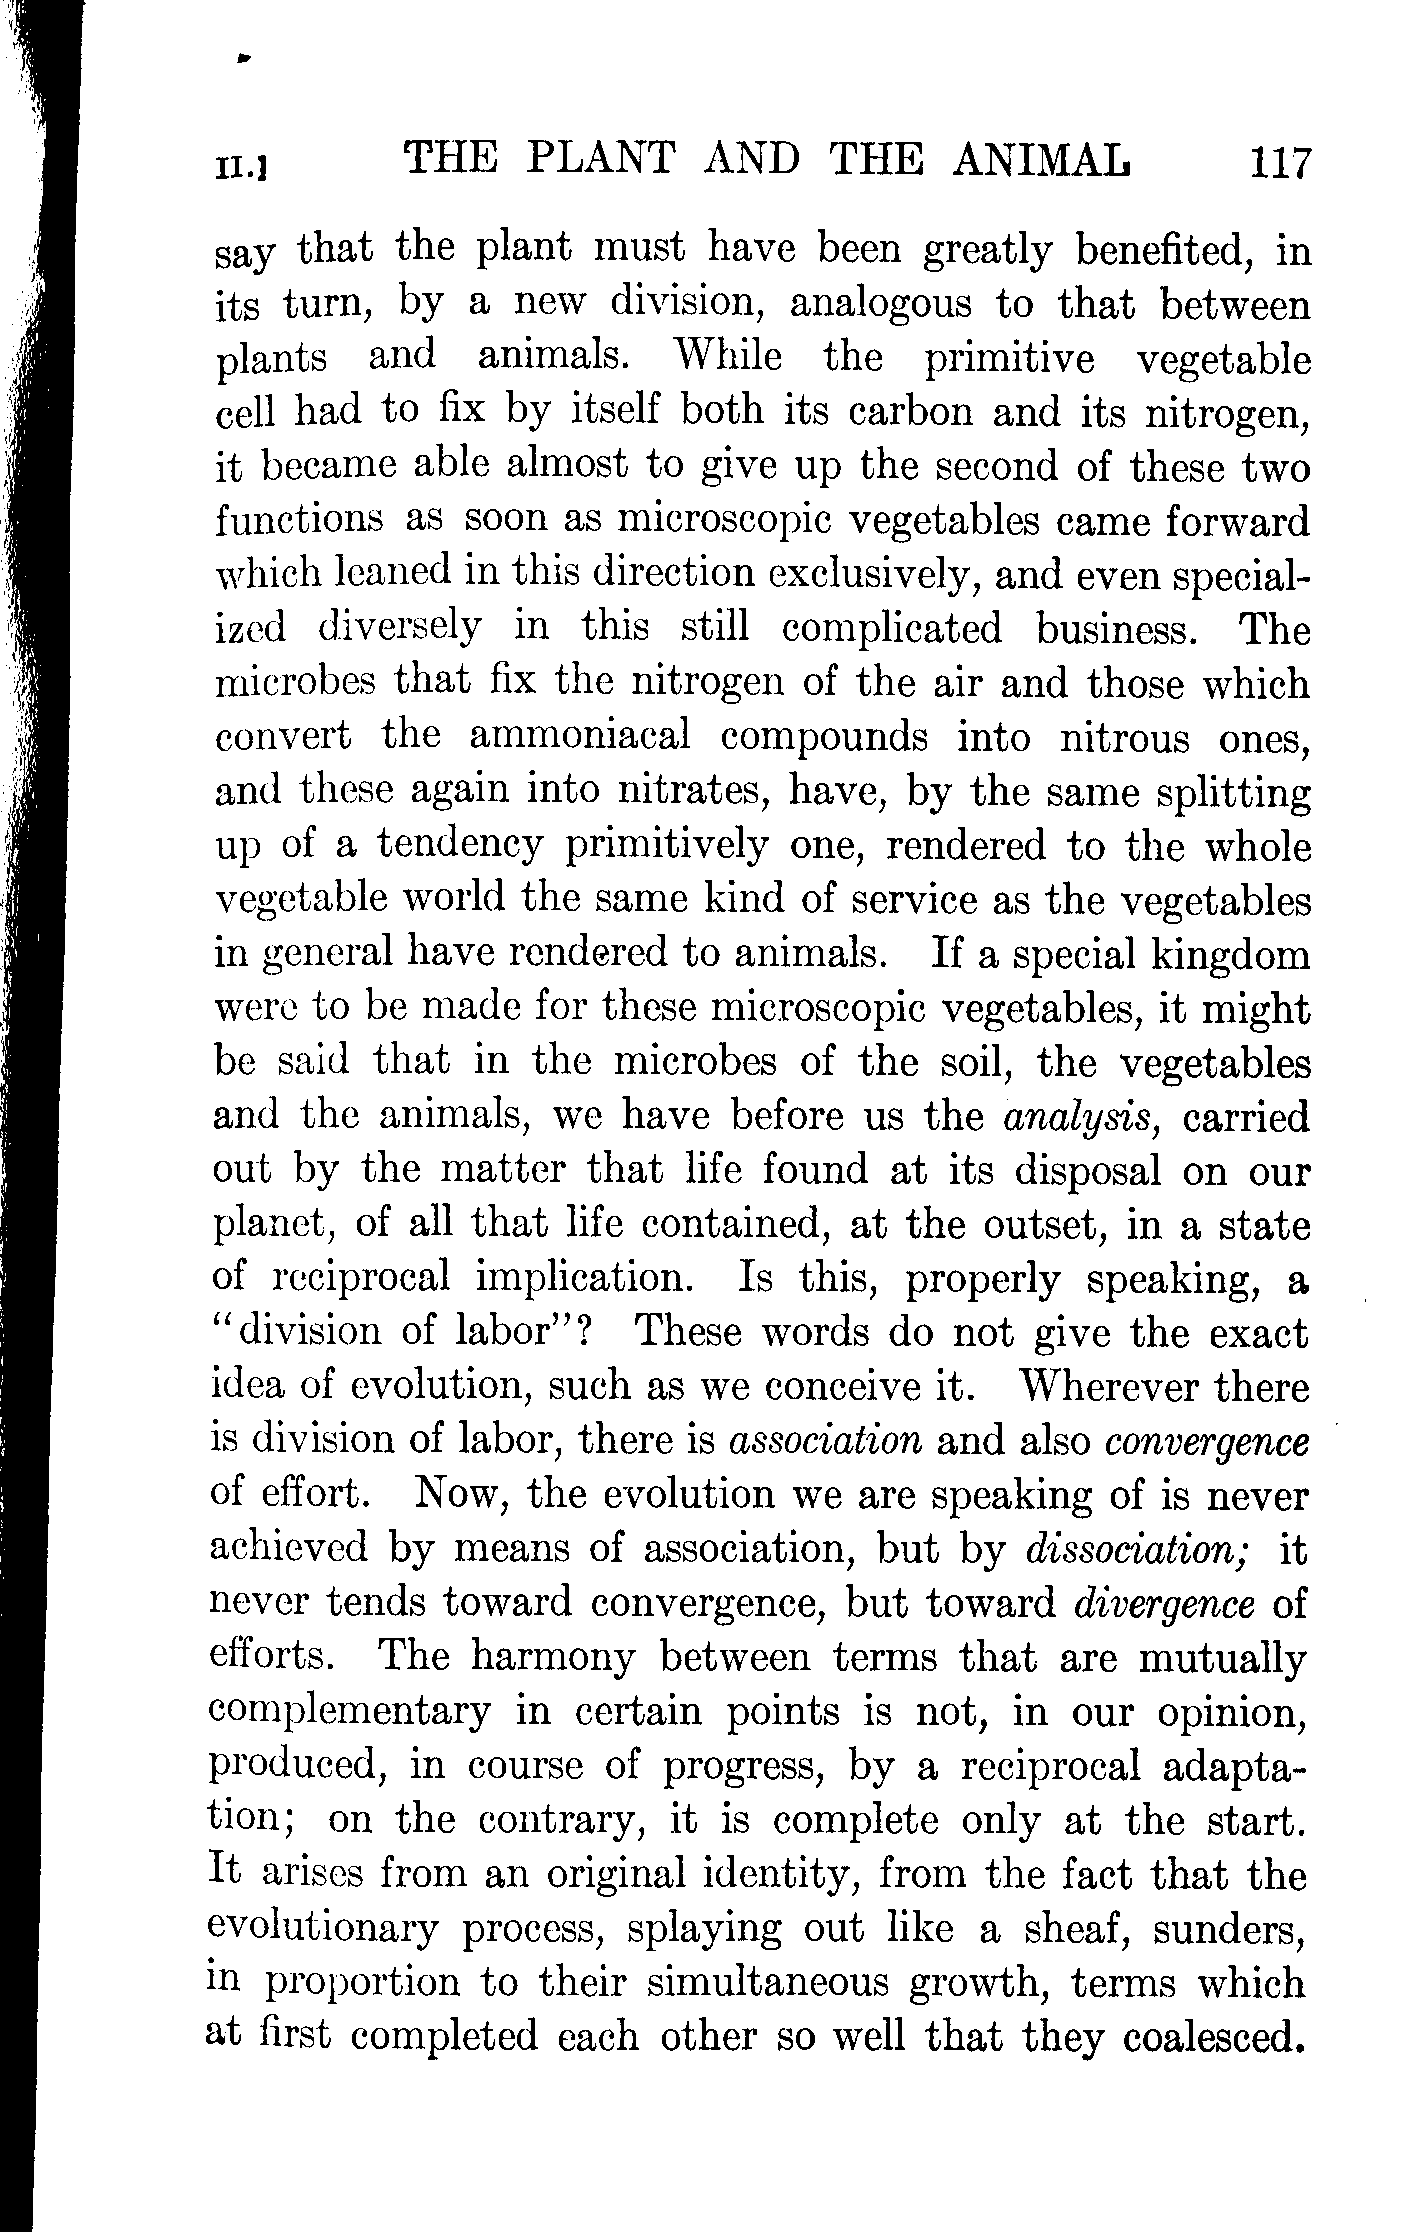 II.] THE PLANT AND THE ANIMAL 117
say that the plant must have been greatly benefited, in
its turn, by a new division, analogous to that between
plants and animals. While the primitive vegetable
cell had to fix by itself both its carbon and its nitrogen,
it became able almost to give up the second of these two
functions as soon as microscopic vegetables came forward
which leaned in this direction exclusively, and even special-
ized diversely in this still complicated business. The
microbes that fix the nitrogen of the air and those which
convert the ammoniacal compounds into nitrous ones,
and these again into nitrates, have, by the same splitting
up of a tendency primitively one, rendered to the whole
vegetable world the same kind of service as the vegetables
in general have rendered to animals. If a special kingdom
were to be made for these microscopic vegetables, it might
be said that in the microbes of the soil, the vegetables
and the animals, we have before us the analysis, carried
out by the matter that life found at its disposal on our
planet, of all that life contained, at the outset, in a state
of reciprocal implication. Is this, properly speaking, a
“division of labor”? These words do not give the exact
idea of evolution, such as we conceive it. Wherever there
is division of labor, there is association and also convergence
of effort. Now, the evolution we are speaking of is never
achieved by means of association, but by dissociation; it
never tends toward convergence, but toward divergence of
efforts. The harmony between terms that are mutually
complementary in certain points is not, in our opinion,
produced, in course of progress, by a reciprocal adapta-
tion; on the contrary, it is complete only at the start.
It arises from an original identity, from the fact that the
evolutionary process, splaying out like a sheaf, sunders,
in proportion to their simultaneous growth, terms which
at first completed each other so well that they coalesced.